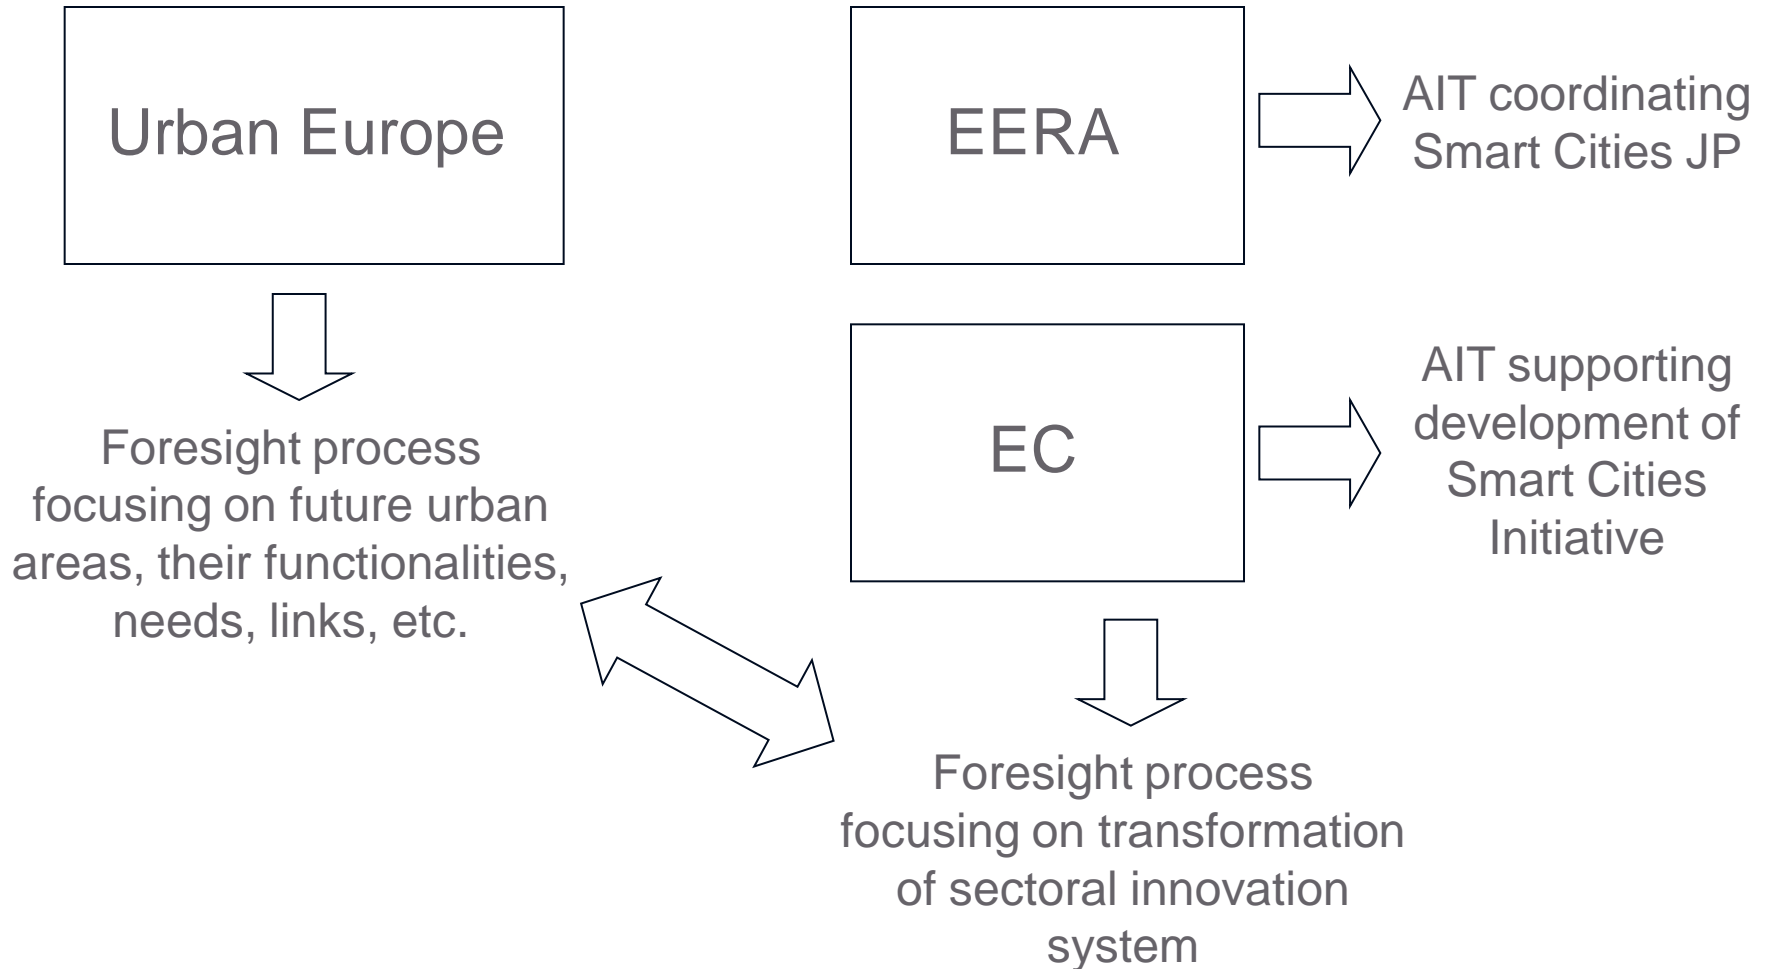 Urban Europe
Foresight process
focusing on future urban
areas, their functionalities,
needs, links, etc.
EERA
AIT coordinating
Smart Cities JP
EC
AIT supporting
development of
Smart Cities
Initiative
Foresight process
focusing on transformation
of sectoral innovation
system